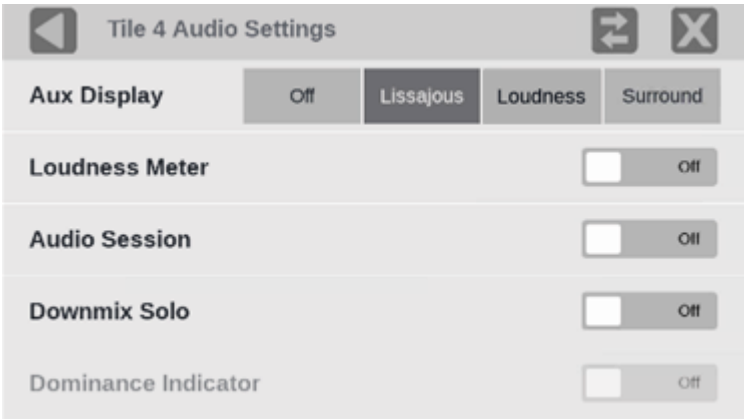 Tile 4 Audio Settings
Aux Display Off Lissajous Loudness Surround
Loudness Meter Off
Audio Session Off
Downmix Solo Off
Dominance Indicator Off